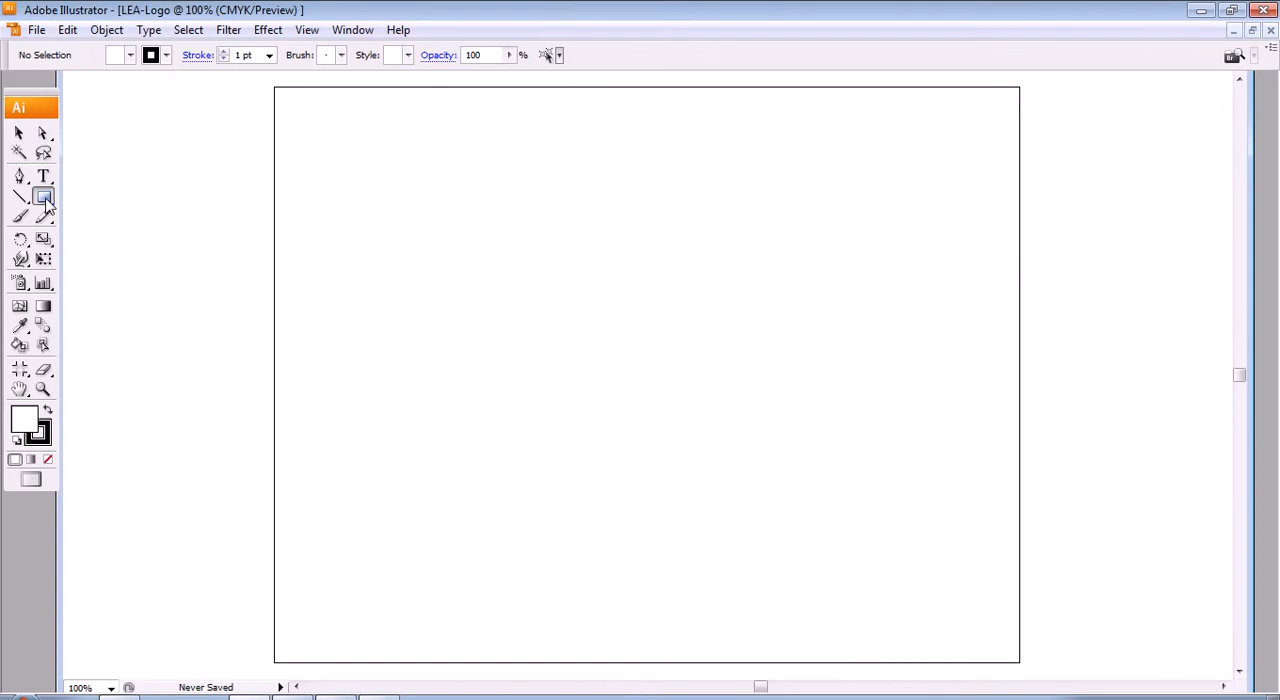 Adobe Illustrator - [LEA-Logo @ 100% (CMYK/Preview) ]
File Edit Object Type Select Filter Effect View Window Help
No Selection Stroke: 1 pt Brush: Style: Opacity: 100 % Br
Ai
T
100% Never Saved